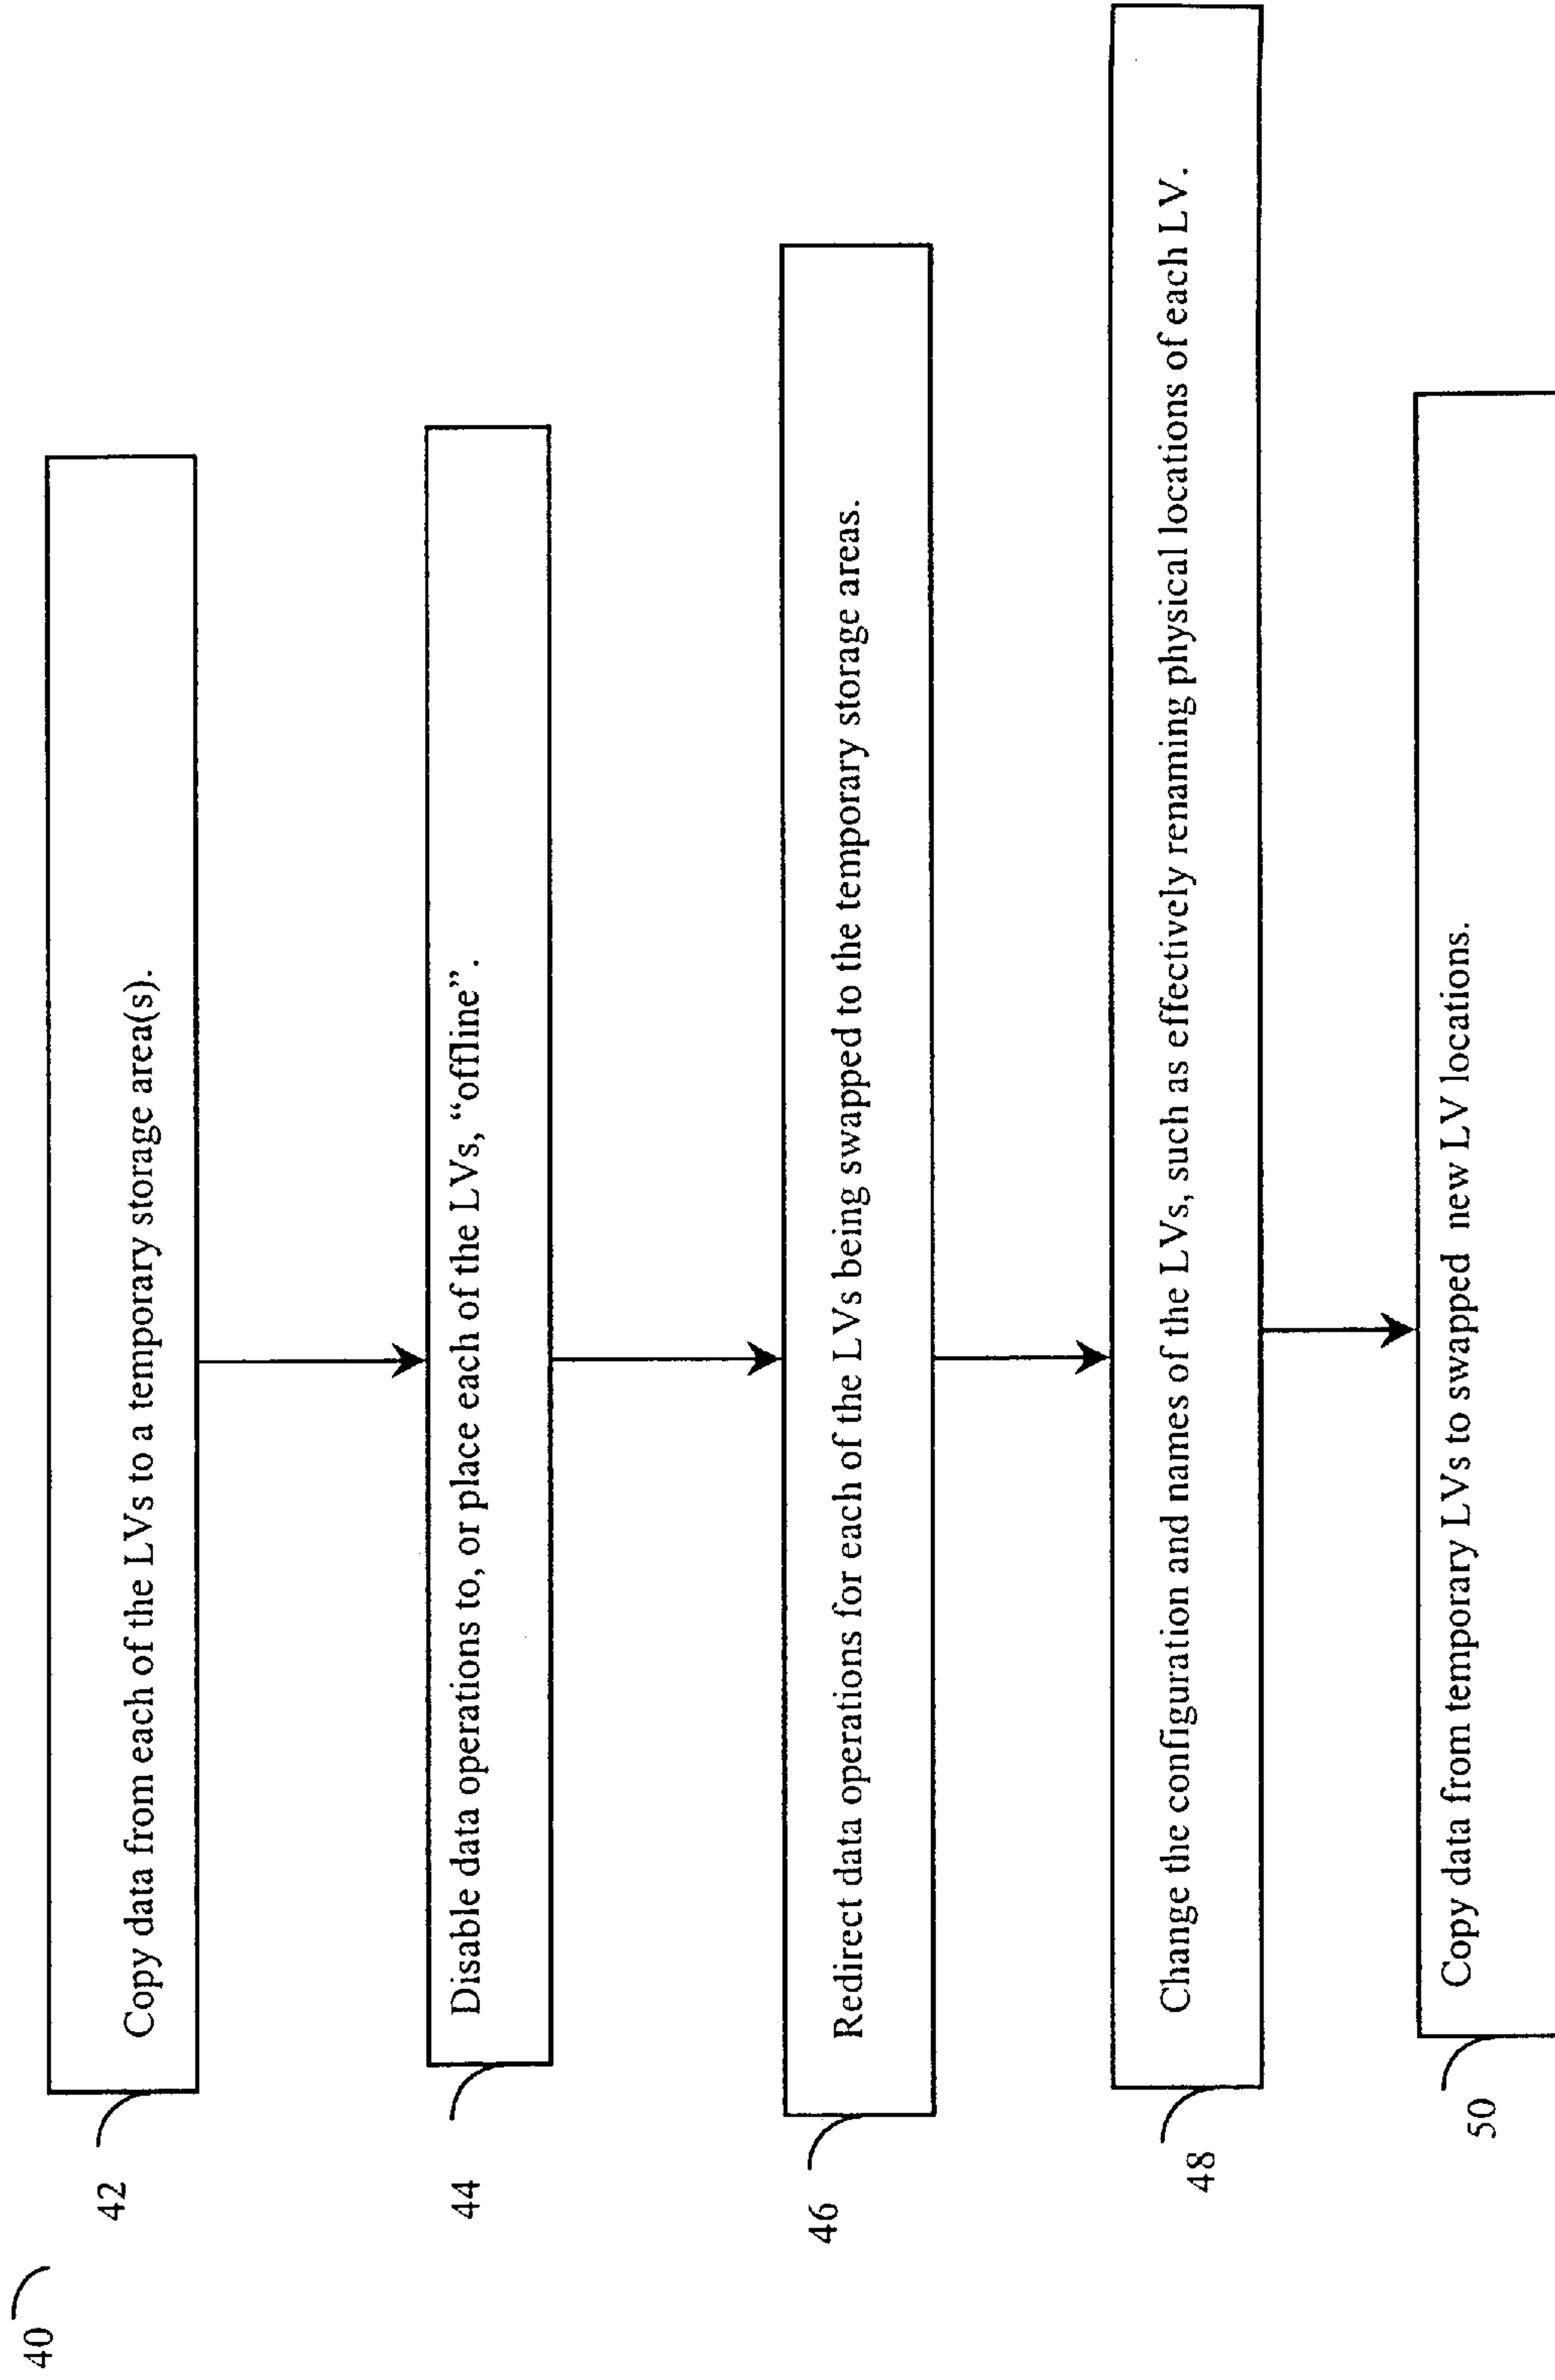 40
42
Copy data from each of the LVs to a temporary storage area(s).
44
Disable data operations to, or place each of the LVs, “offline”.
46
Redirect data operations for each of the LVs being swapped to the temporary storage areas.
48
Change the configuration and names of the LVs, such as effectively renaming physical locations of each LV.
50
Copy data from temporary LVs to swapped new LV locations.